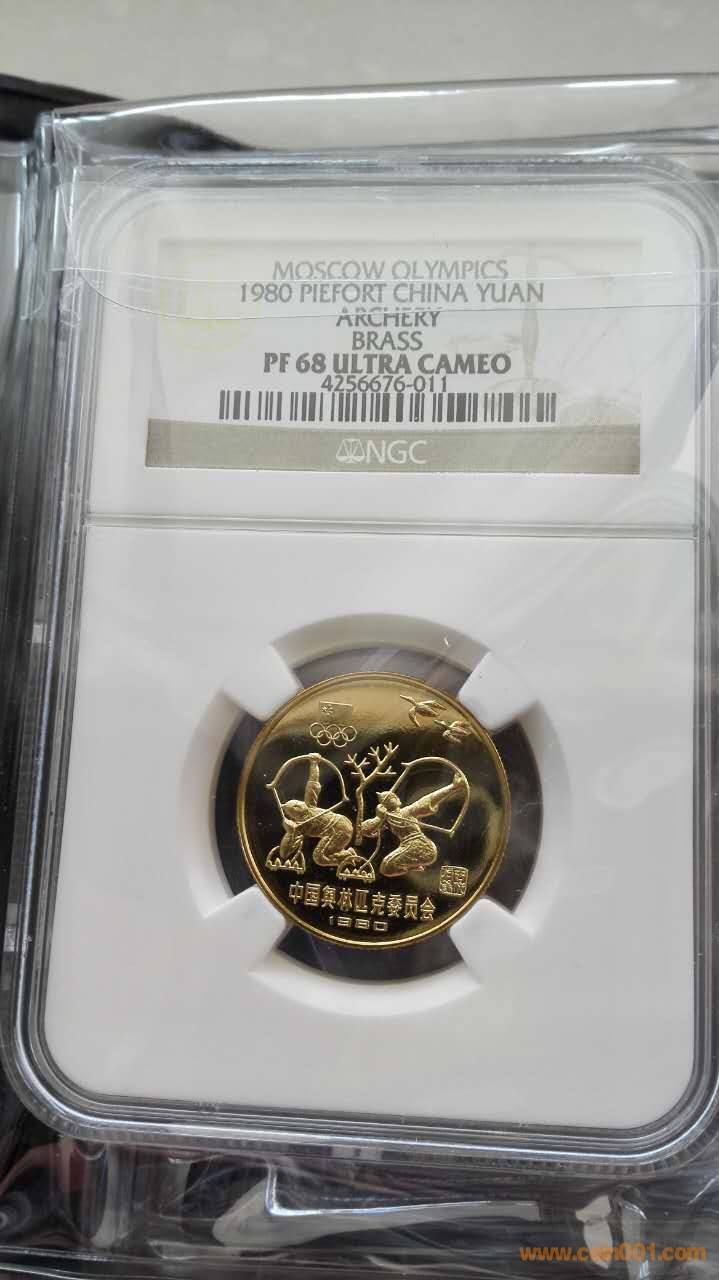 MOSCOW OLYMPICS
1980 PIEFORT CHINA YUAN
ARCHERY
BRASS
PF 68 ULTRA CAMEO
4256676-011
NGC
中国奥林匹克委员会
1980
www.coin001.com